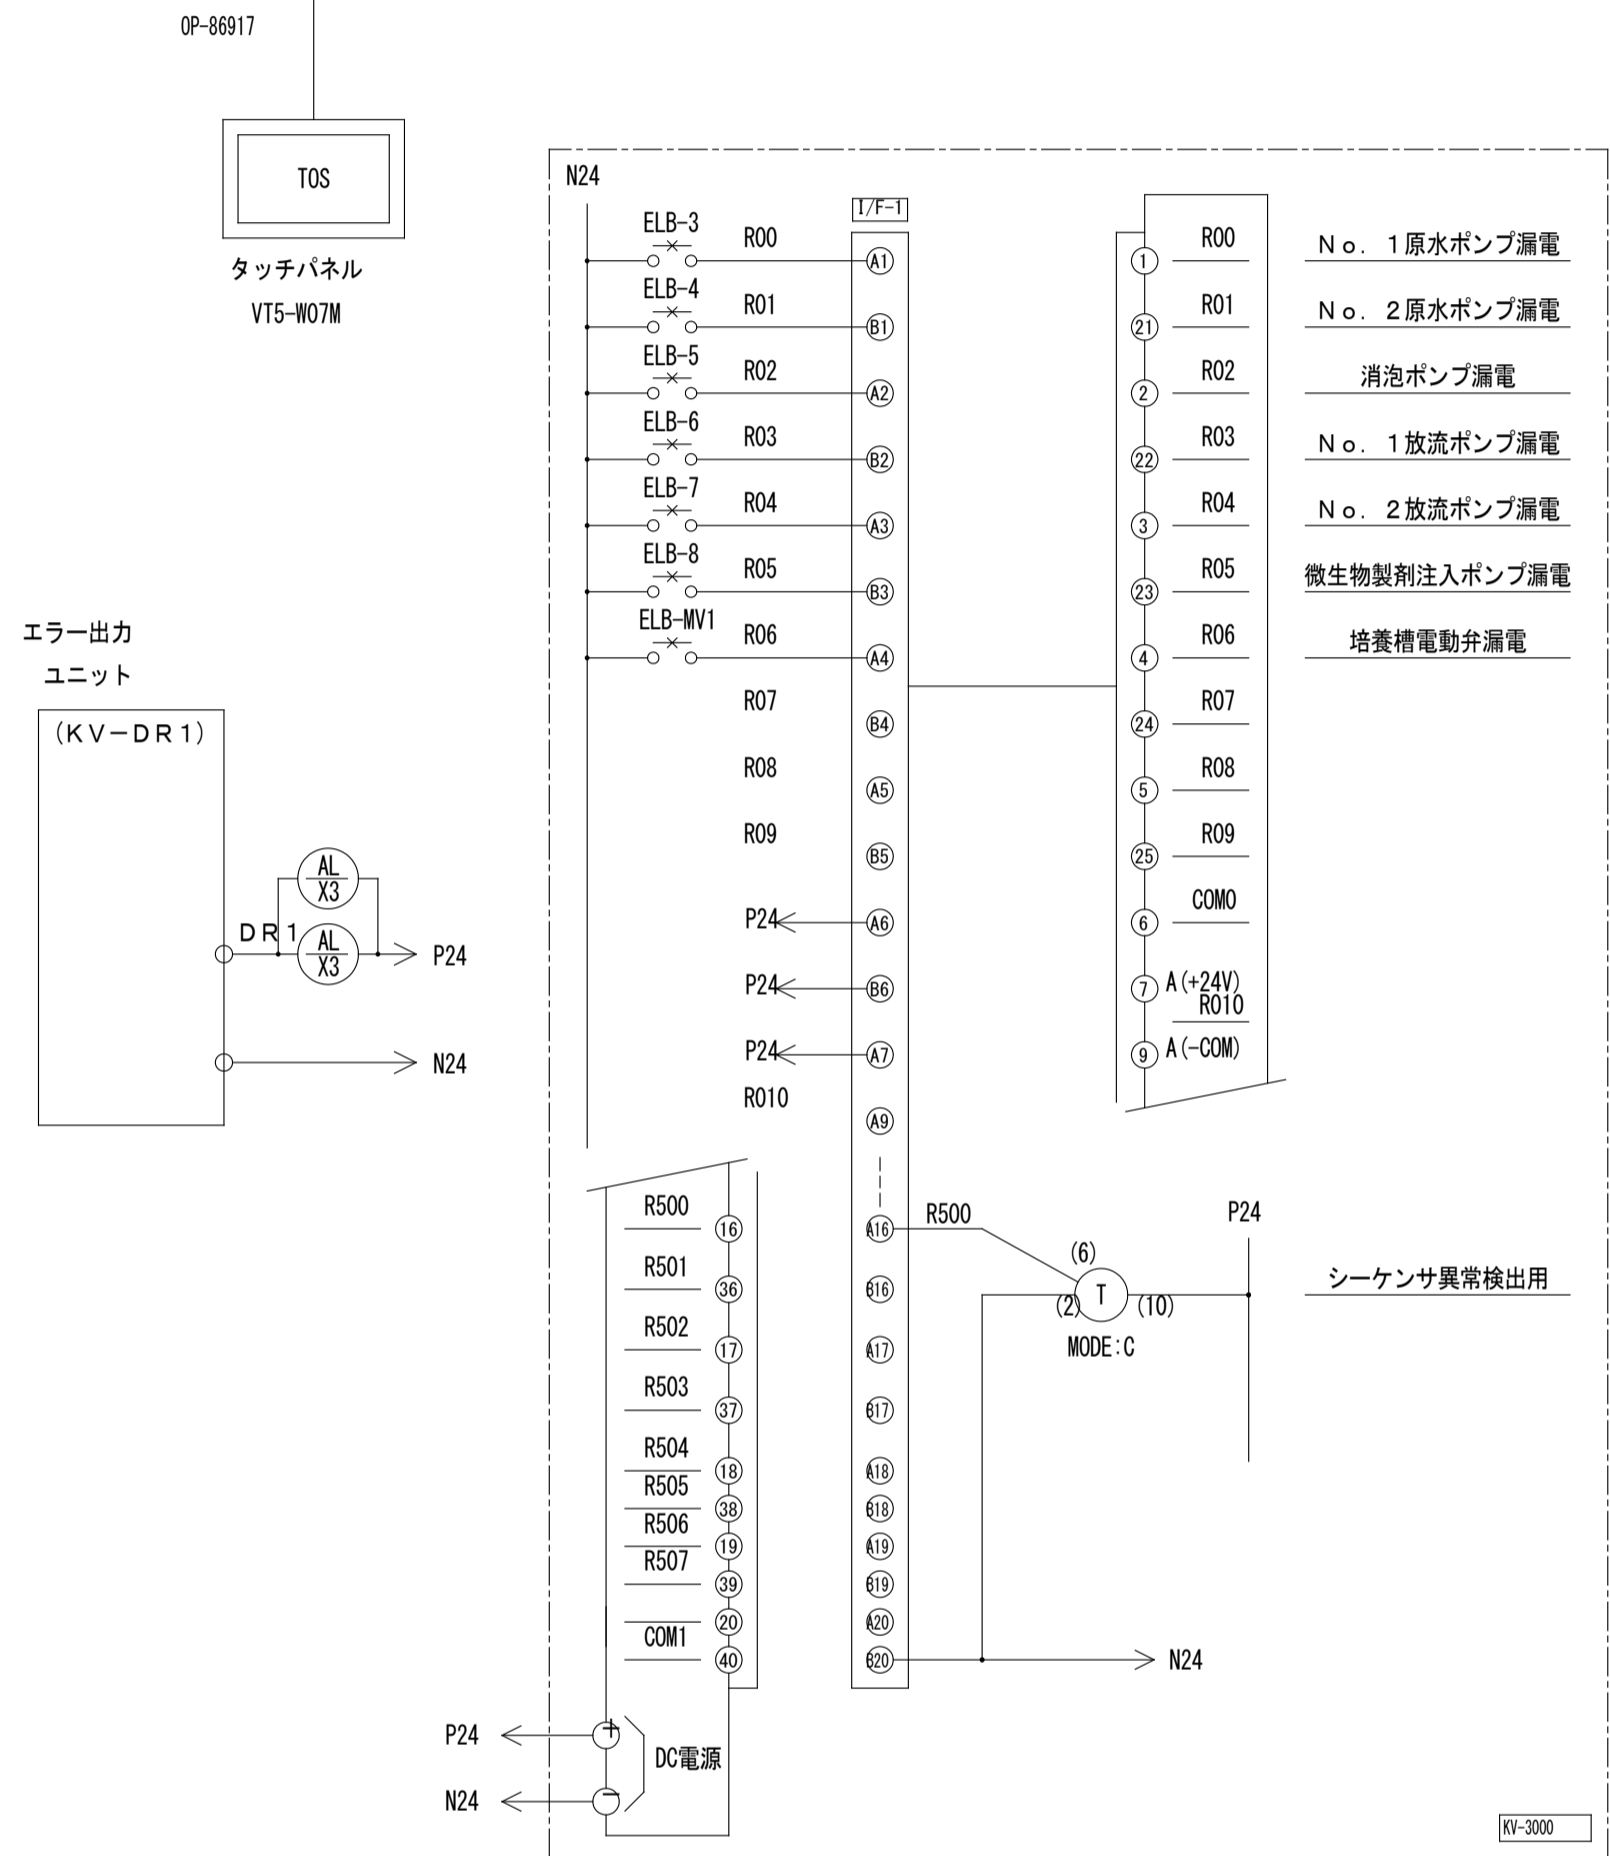 OP-86917
TOS
タッチパネル
VT5-W07M
エラー出力
ユニット
(KV-DR1)
DR1
AL
X3
AL
X3
P24
N24
N24
I/F-1
ELB-3 R00 A1
ELB-4 R01 B1
ELB-5 R02 A2
ELB-6 R03 B2
ELB-7 R04 A3
ELB-8 R05 B3
ELB-MV1 R06 A4
R07 B4
R08 A5
R09 B5
P24 A6
P24 B6
P24 A7
R010 A9
1 R00 No. 1原水ポンプ漏電
21 R01 No. 2原水ポンプ漏電
2 R02 消泡ポンプ漏電
22 R03 No. 1放流ポンプ漏電
3 R04 No. 2放流ポンプ漏電
23 R05 微生物製剤注入ポンプ漏電
4 R06 培養槽電動弁漏電
24 R07
5 R08
25 R09
6 COM0
7 A(+24V)
R010
9 A(-COM)
R500 16
R501 36
R502 17
R503 37
R504 18
R505 38
R506 19
R507 39
20
COM1 40
A16 R500
B16
A17
B17
A18
B18
A19
B19
A20
B20 N24
P24
(6)
(2) T (10)
MODE:C
シーケンサ異常検出用
P24 +
DC電源
N24 −
KV-3000